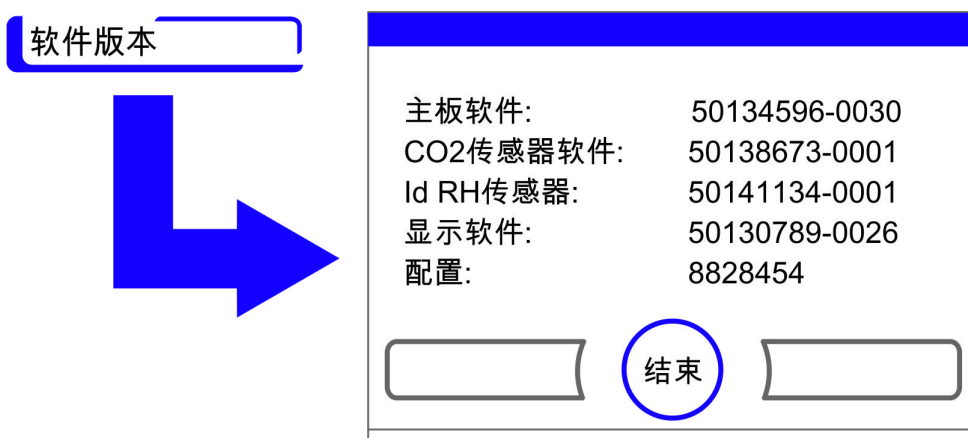 软件版本
主板软件: 50134596-0030
CO2传感器软件: 50138673-0001
Id RH传感器: 50141134-0001
显示软件: 50130789-0026
配置: 8828454
结束